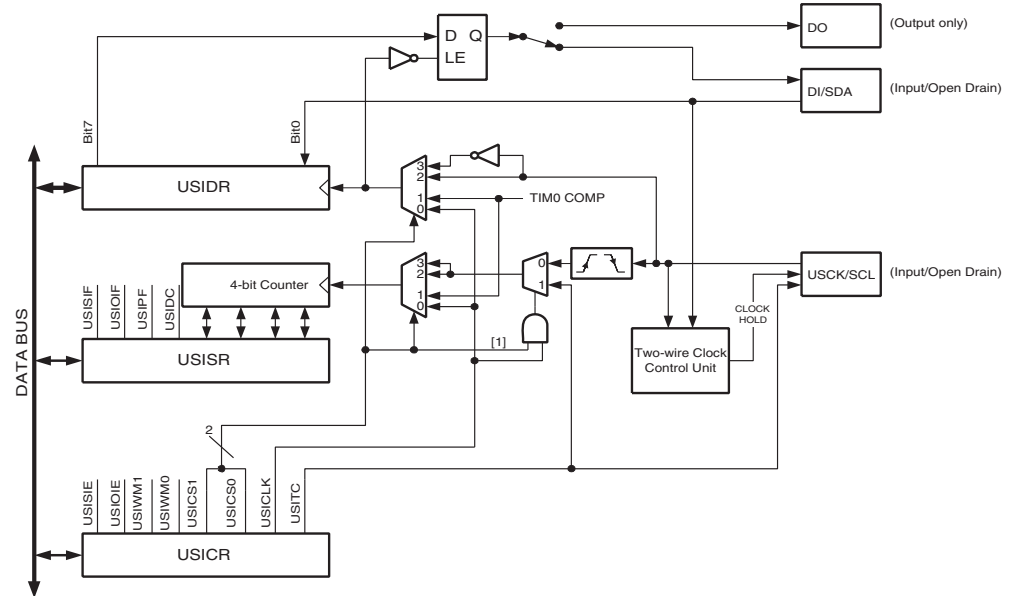 D Q
LE
DO
(Output only)
DI/SDA
(Input/Open Drain)
Bit7
Bit0
USIDR
3
2
1
0
TIM0 COMP
DATA BUS
4-bit Counter
3
2
1
0
0
1
USCK/SCL
(Input/Open Drain)
CLOCK
HOLD
USISIF
USIOIF
USIPF
USIDC
[1]
Two-wire Clock
Control Unit
USISR
2
USISIE
USIOIE
USIWM1
USIWM0
USICS1
USICS0
USICLK
USITC
USICR